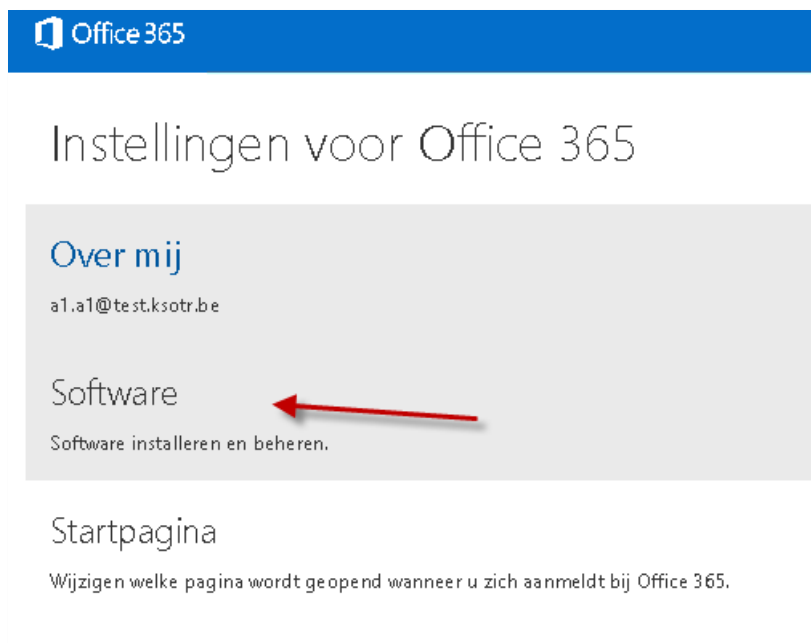 Office 365
Instellingen voor Office 365
Over mij
a1.a1@test.ksotr.be
Software
Software installeren en beheren.
Startpagina
Wijzigen welke pagina wordt geopend wanneer u zich aanmeldt bij Office 365.